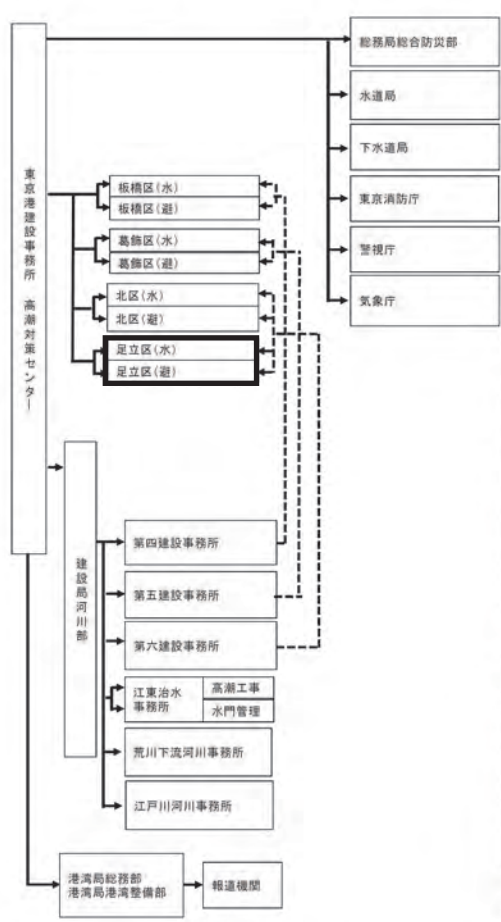 東京港建設事務所 高潮対策センター
総務局総合防災部
水道局
下水道局
東京消防庁
警視庁
気象庁
板橋区(水)
板橋区(避)
葛飾区(水)
葛飾区(避)
北区(水)
北区(避)
足立区(水)
足立区(避)
建設局河川部
第四建設事務所
第五建設事務所
第六建設事務所
江東治水
事務所
高潮工事
水門管理
荒川下流河川事務所
江戸川河川事務所
港湾局総務部
港湾局港湾整備部
報道機関